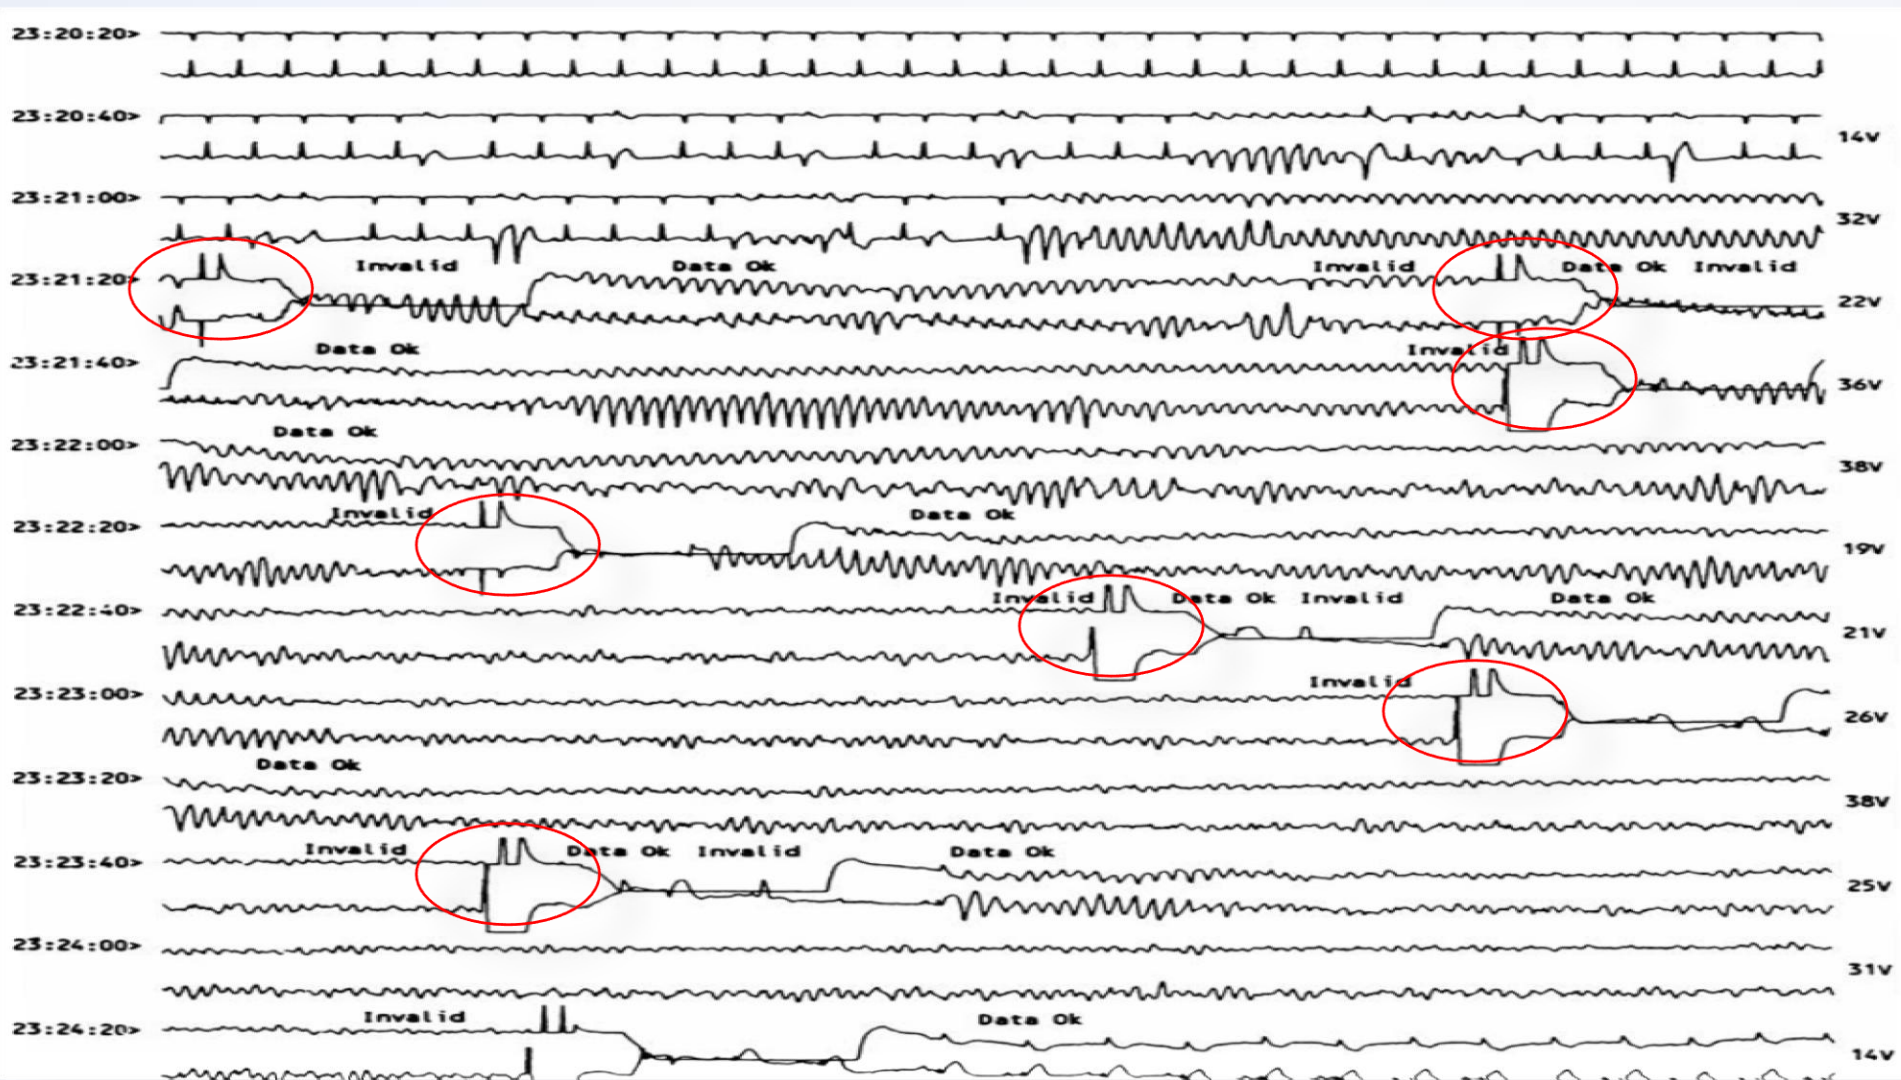 23:20:20>
23:20:40>
14V
23:21:00>
32V
Invalid Data Ok Invalid Data Ok Invalid
23:21:20>
22V
Data Ok Invalid
23:21:40>
36V
Data Ok
23:22:00>
38V
Invalid Data Ok
23:22:20>
19V
Invalid Data Ok Invalid Data Ok
23:22:40>
21V
Invalid
23:23:00>
26V
Data Ok
23:23:20>
38V
Invalid Data Ok Invalid Data Ok
23:23:40>
25V
23:24:00>
31V
Invalid Data Ok
23:24:20>
14V